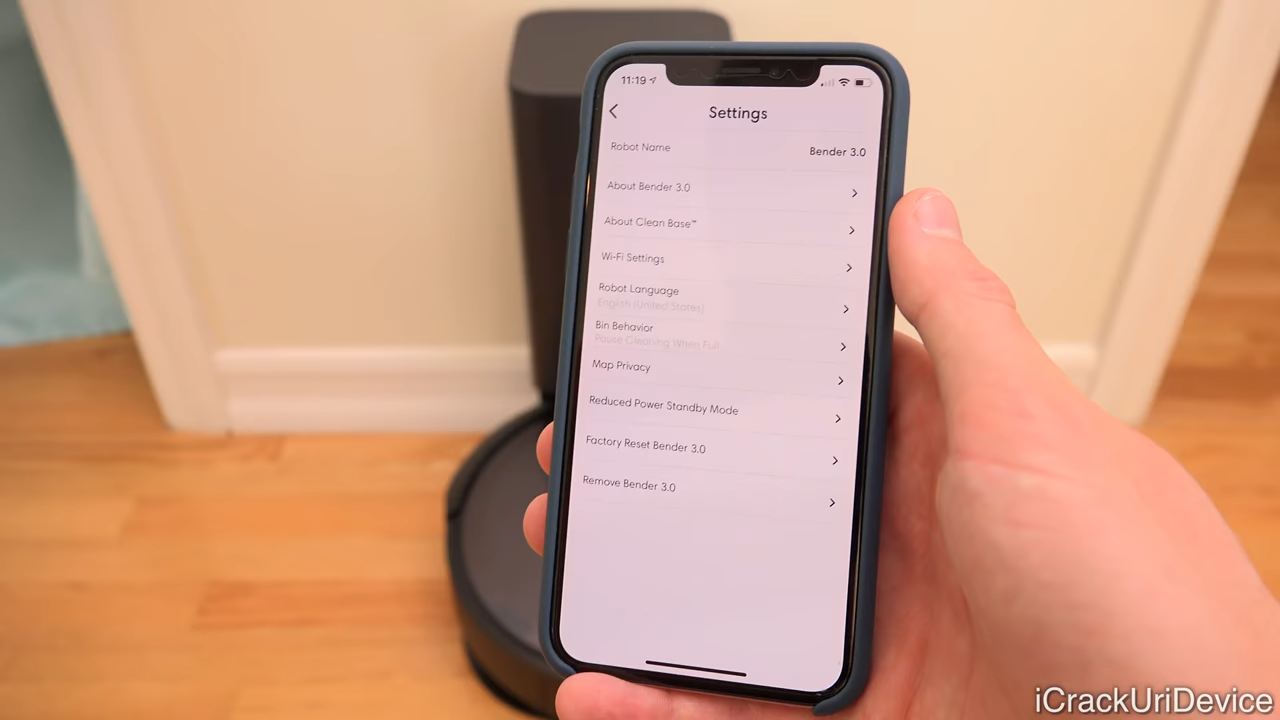 11:19
Settings
Robot Name Bender 3.0
About Bender 3.0
About Clean Base™
Wi-Fi Settings
Robot Language
English (United States)
Bin Behavior
Pause Cleaning When Full
Map Privacy
Reduced Power Standby Mode
Factory Reset Bender 3.0
Remove Bender 3.0
iCrackUriDevice